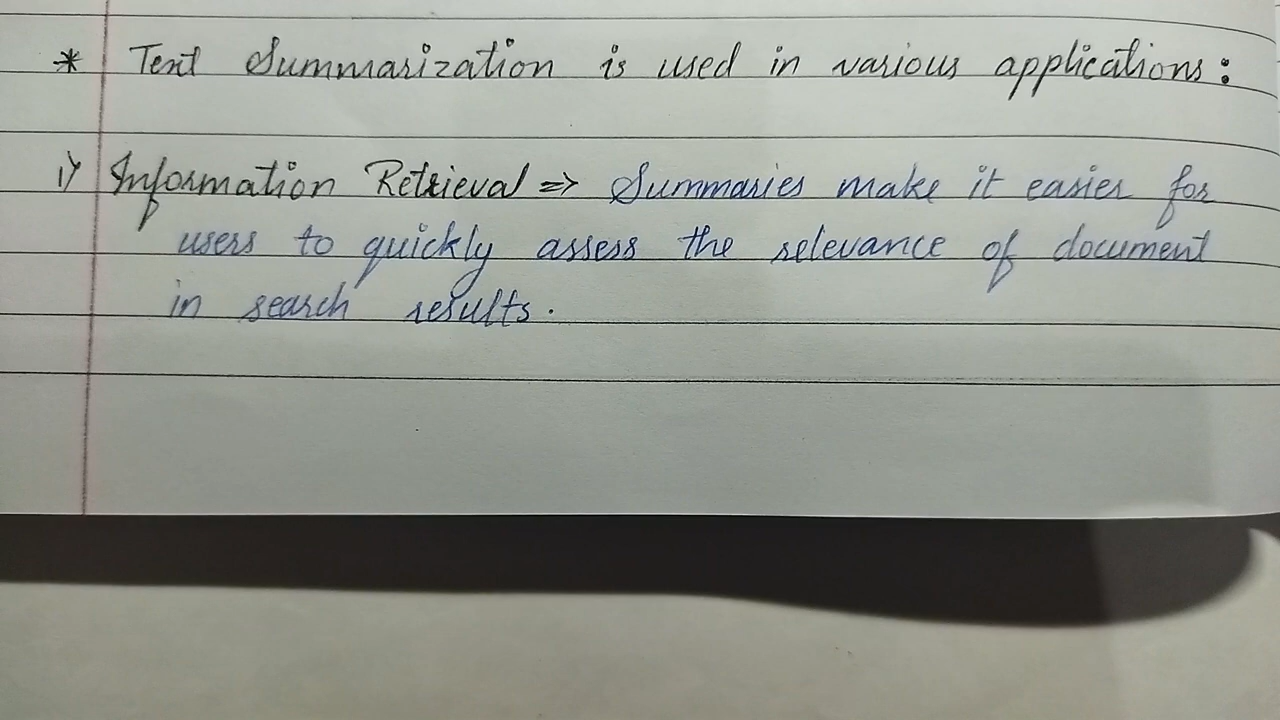 * Text Summarization is used in various applications:
1) Information Retrieval => Summaries make it easier for
users to quickly assess the relevance of document
in search results.